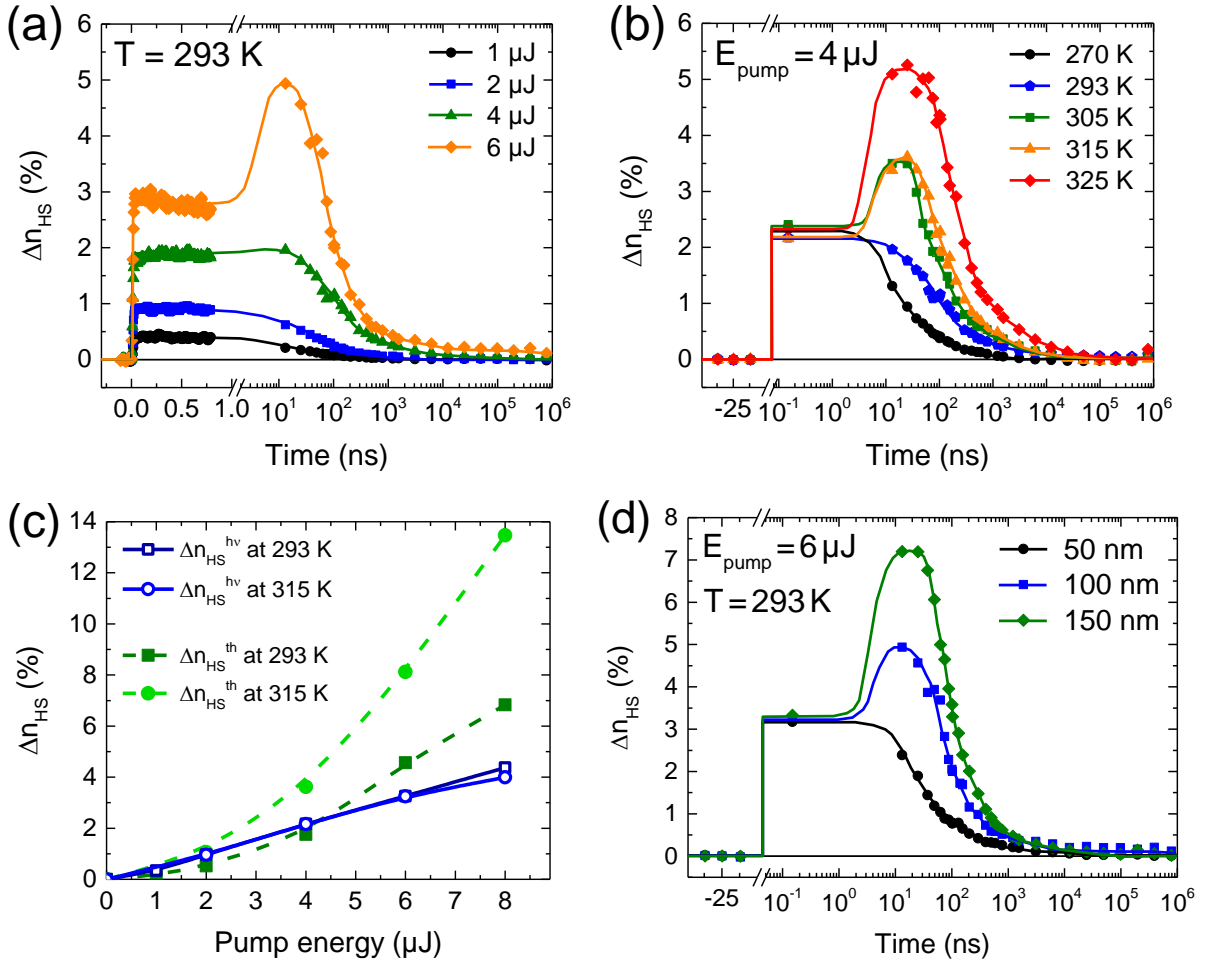 (a)
T = 293 K
1 µJ
2 µJ
4 µJ
6 µJ
Δn_HS (%)
6
5
4
3
2
1
0
0.0 0.5 1.0 10^1 10^2 10^3 10^4 10^5 10^6
Time (ns)
(b)
E_pump = 4 µJ
270 K
293 K
305 K
315 K
325 K
Δn_HS (%)
6
5
4
3
2
1
0
-25 10^-1 10^0 10^1 10^2 10^3 10^4 10^5 10^6
Time (ns)
(c)
Δn_HS^hν at 293 K
Δn_HS^hν at 315 K
Δn_HS^th at 293 K
Δn_HS^th at 315 K
Δn_HS (%)
14
12
10
8
6
4
2
0
0 1 2 3 4 5 6 7 8
Pump energy (µJ)
(d)
E_pump = 6 µJ
T = 293 K
50 nm
100 nm
150 nm
Δn_HS (%)
8
7
6
5
4
3
2
1
0
-25 10^-1 10^0 10^1 10^2 10^3 10^4 10^5 10^6
Time (ns)